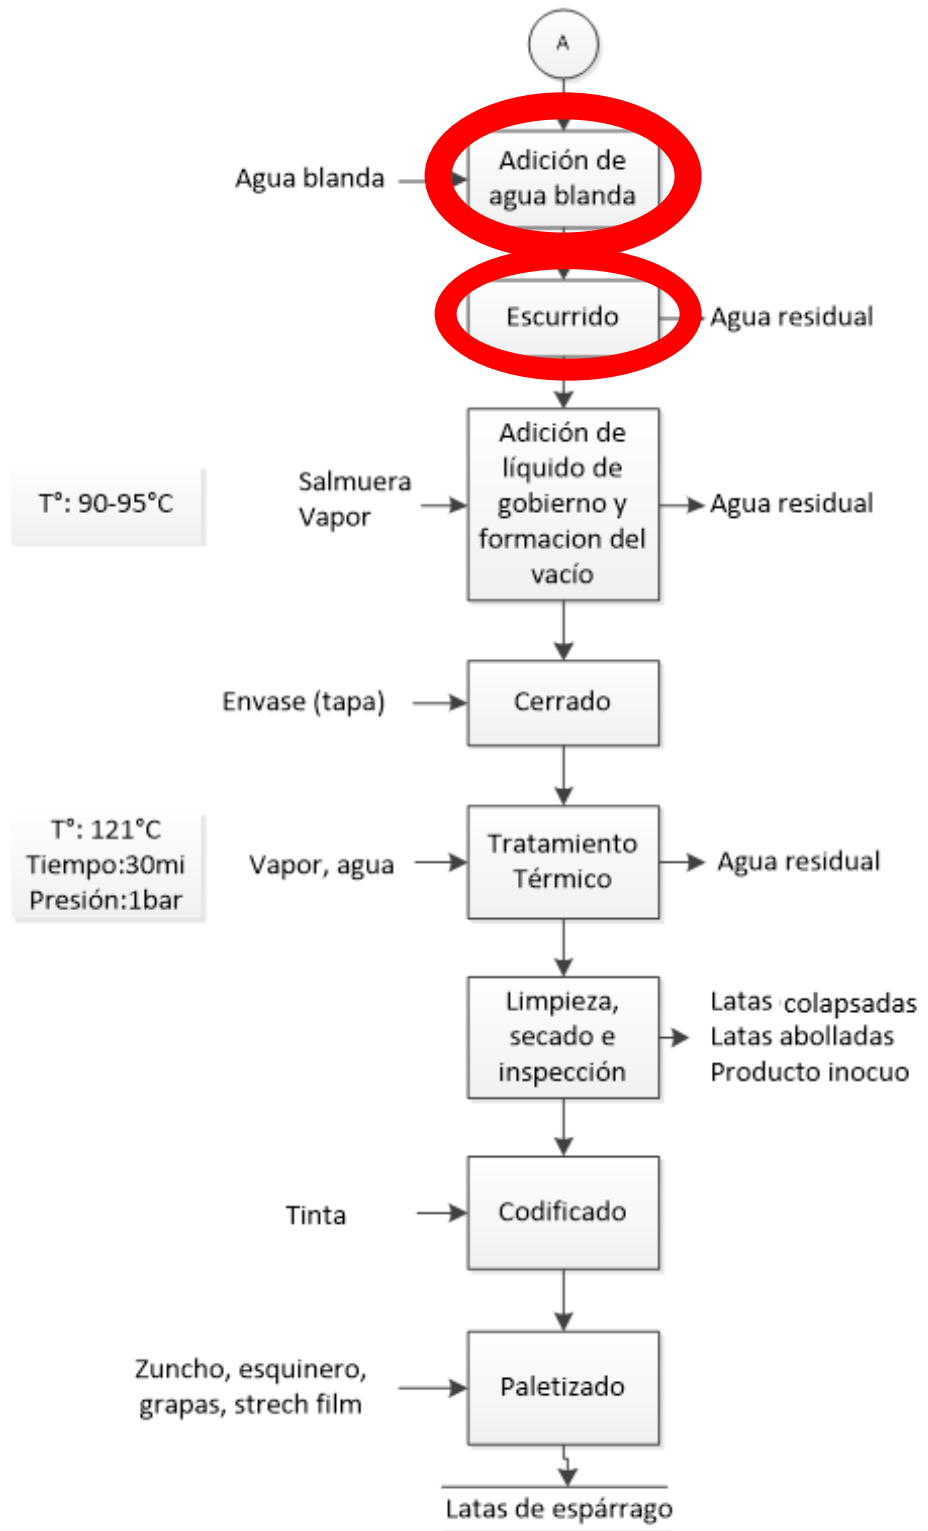 A
Agua blanda
Adición de
agua blanda
Escurrido
Agua residual
T°: 90-95°C
Salmuera
Vapor
Adición de
líquido de
gobierno y
formacion del
vacío
Agua residual
Envase (tapa)
Cerrado
T°: 121°C
Tiempo:30mi
Presión:1bar
Vapor, agua
Tratamiento
Térmico
Agua residual
Limpieza,
secado e
inspección
Latas colapsadas
Latas abolladas
Producto inocuo
Tinta
Codificado
Zuncho, esquinero,
grapas, strech film
Paletizado
Latas de espárrago